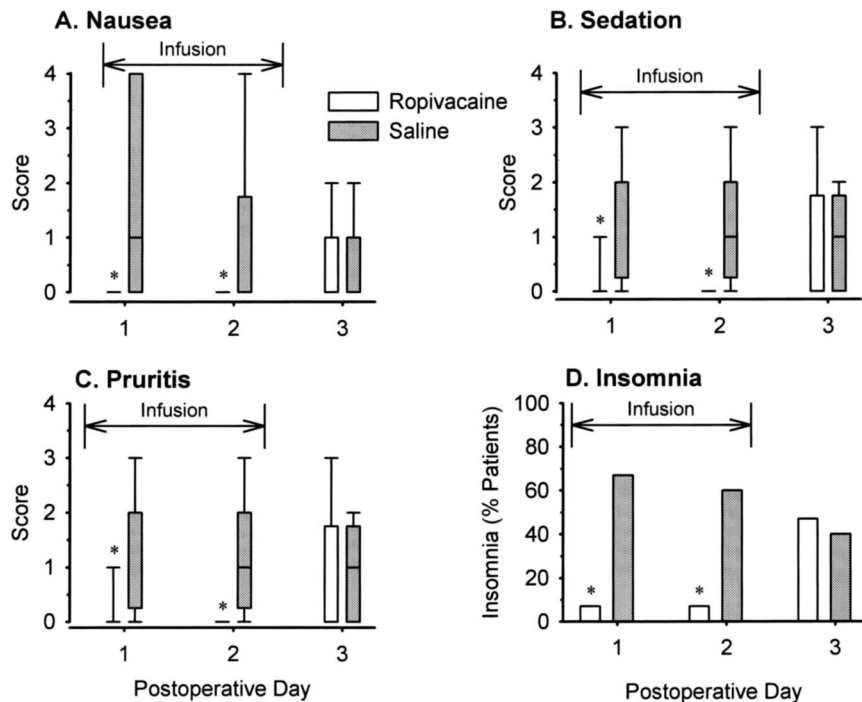 A. Nausea
Infusion
4
3
2
1
0
Score
1
2
3
*
*
Ropivacaine
Saline
B. Sedation
Infusion
4
3
2
1
0
Score
1
2
3
*
*
C. Pruritis
Infusion
4
3
2
1
0
Score
1
2
3
*
*
Postoperative Day
D. Insomnia
Infusion
100
80
60
40
20
0
Insomnia (% Patients)
1
2
3
*
*
Postoperative Day